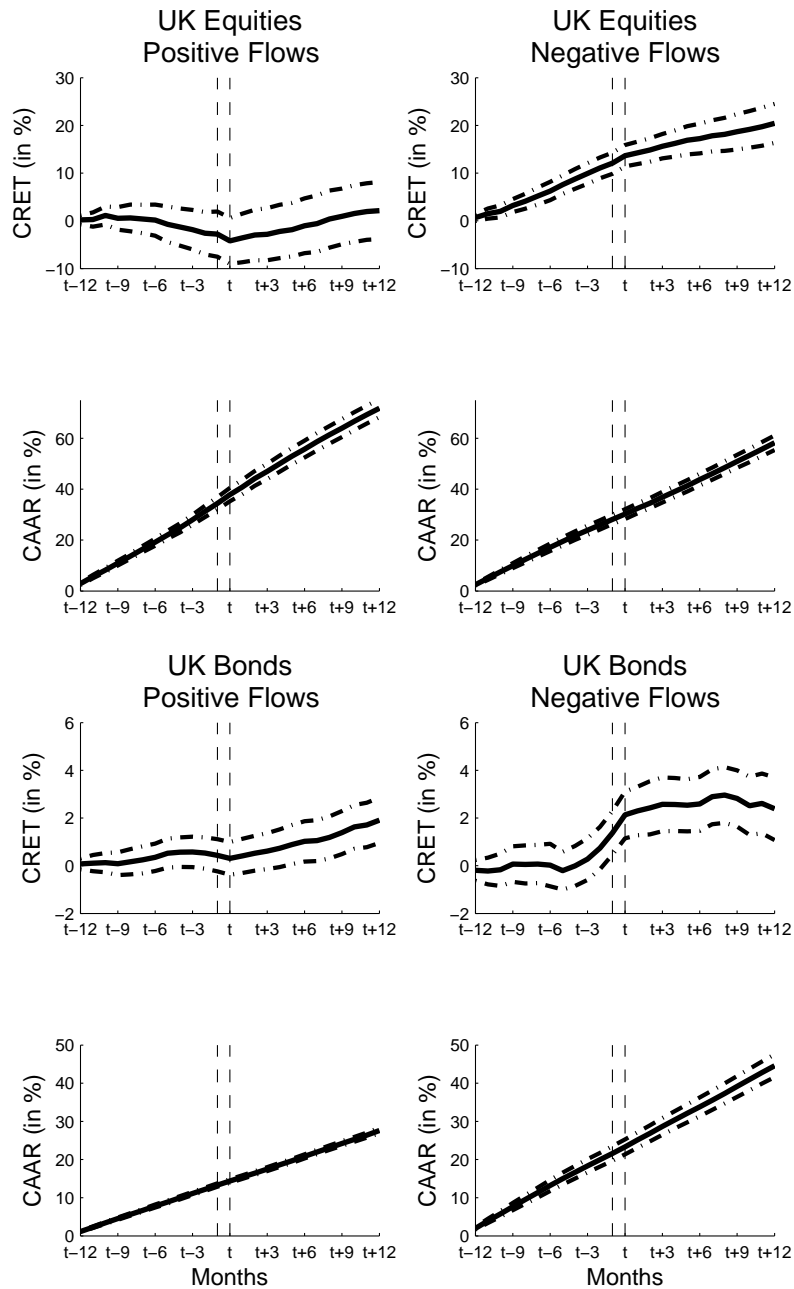 UK Equities
Positive Flows
30
20
10
0
−10
CRET (in %)
t−12 t−9 t−6 t−3 t t+3 t+6 t+9 t+12
UK Equities
Negative Flows
30
20
10
0
−10
CRET (in %)
t−12 t−9 t−6 t−3 t t+3 t+6 t+9 t+12
60
40
20
0
CAAR (in %)
t−12 t−9 t−6 t−3 t t+3 t+6 t+9 t+12
60
40
20
0
CAAR (in %)
t−12 t−9 t−6 t−3 t t+3 t+6 t+9 t+12
UK Bonds
Positive Flows
6
4
2
0
−2
CRET (in %)
t−12 t−9 t−6 t−3 t t+3 t+6 t+9 t+12
UK Bonds
Negative Flows
6
4
2
0
−2
CRET (in %)
t−12 t−9 t−6 t−3 t t+3 t+6 t+9 t+12
50
40
30
20
10
0
CAAR (in %)
t−12 t−9 t−6 t−3 t t+3 t+6 t+9 t+12
Months
50
40
30
20
10
0
CAAR (in %)
t−12 t−9 t−6 t−3 t t+3 t+6 t+9 t+12
Months